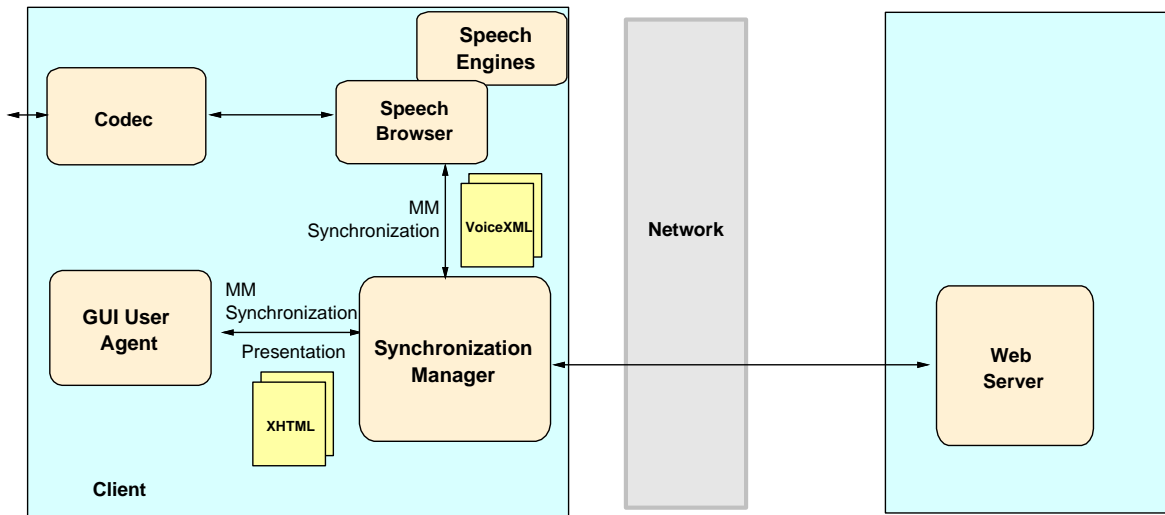 Speech
Engines
Codec
Speech
Browser
MM
Synchronization
VoiceXML
Network
GUI User
Agent
MM
Synchronization
Presentation
XHTML
Synchronization
Manager
Web
Server
Client